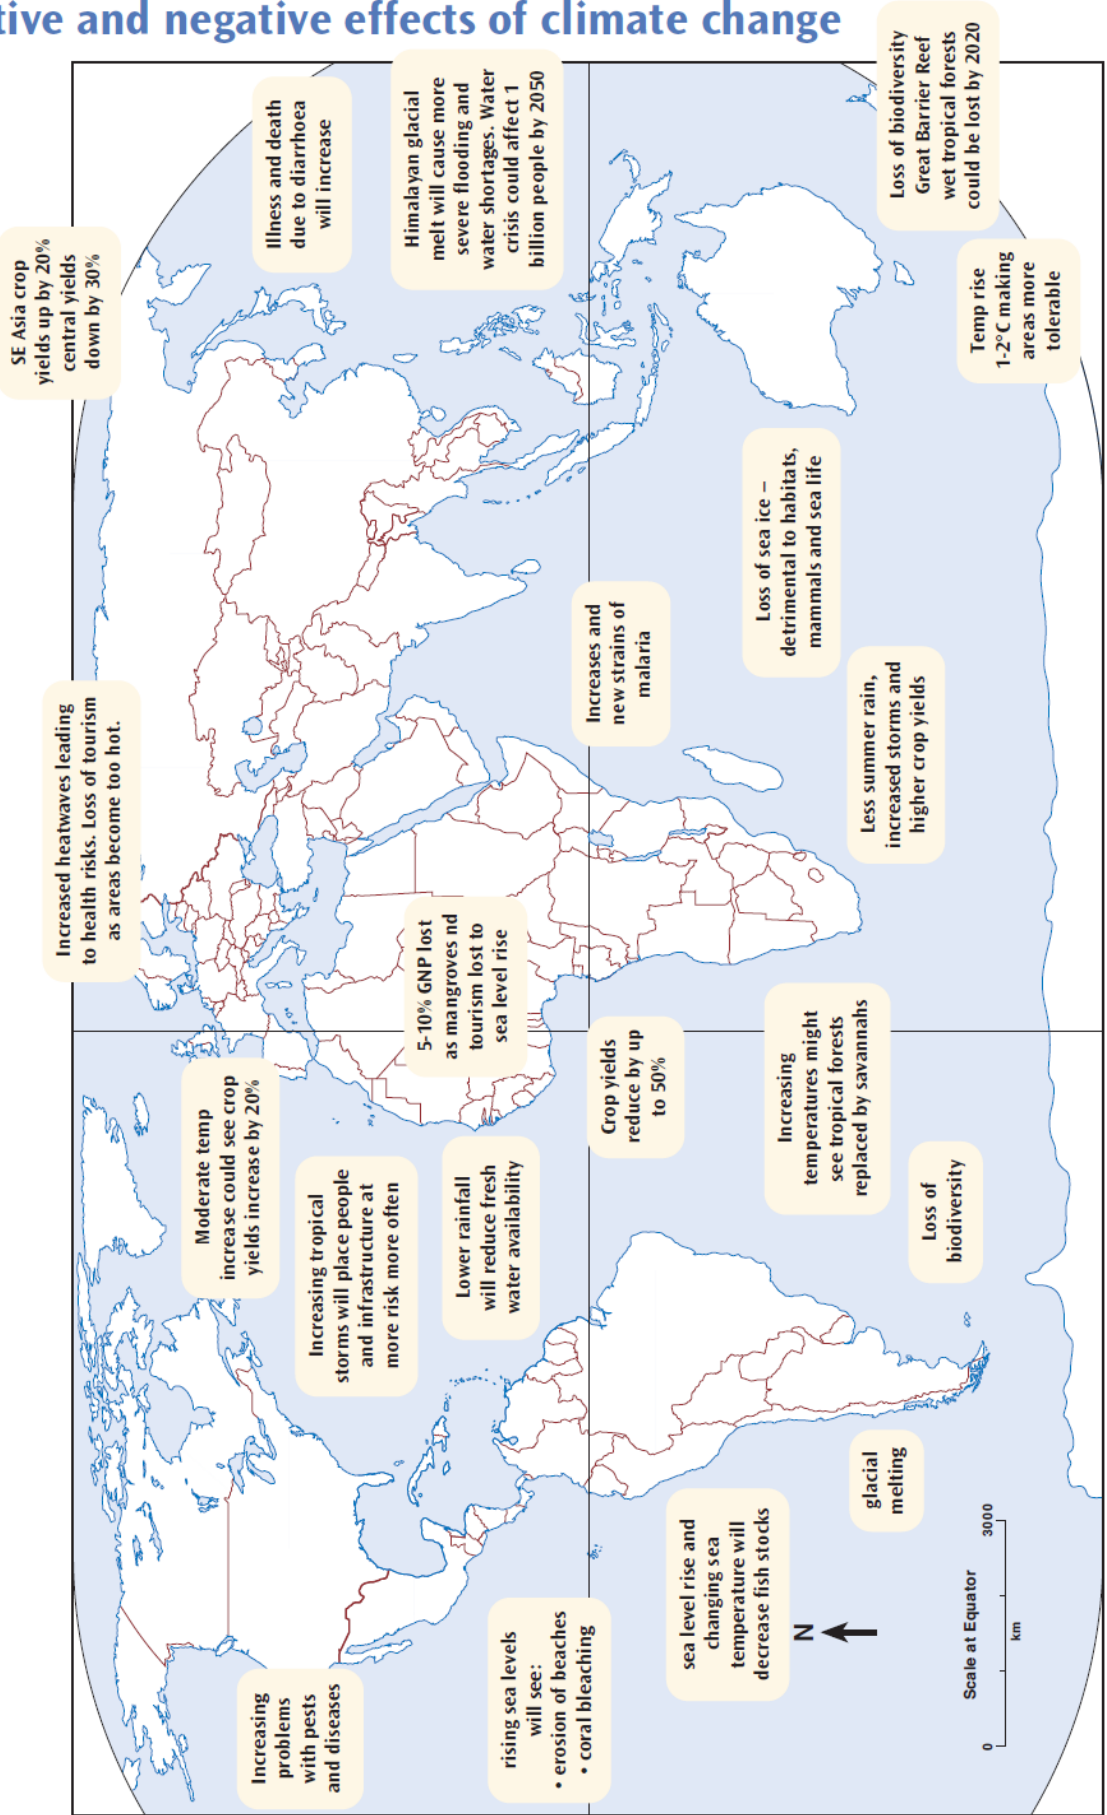 tive and negative effects of climate change
Increasing
problems
with pests
and diseases
rising sea levels
will see:
• erosion of beaches
• coral bleaching
sea level rise and
changing sea
temperature will
decrease fish stocks
N
Scale at Equator
0
3000
km
glacial
melting
Moderate temp
increase could see crop
yields increase by 20%
Increasing tropical
storms will place people
and infrastructure at
more risk more often
Lower rainfall
will reduce fresh
water availability
Crop yields
reduce by up
to 50%
Increasing
temperatures might
see tropical forests
replaced by savannahs
Loss of
biodiversity
Increased heatwaves leading
to health risks. Loss of tourism
as areas become too hot.
5-10% GNP lost
as mangroves nd
tourism lost to
sea level rise
Increases and
new strains of
malaria
Loss of sea ice –
detrimental to habitats,
mammals and sea life
Less summer rain,
increased storms and
higher crop yields
SE Asia crop
yields up by 20%
central yields
down by 30%
Illness and death
due to diarrhoea
will increase
Himalayan glacial
melt will cause more
severe flooding and
water shortages. Water
crisis could affect 1
billion people by 2050
Loss of biodiversity
Great Barrier Reef
wet tropical forests
could be lost by 2020
Temp rise
1-2°C making
areas more
tolerable